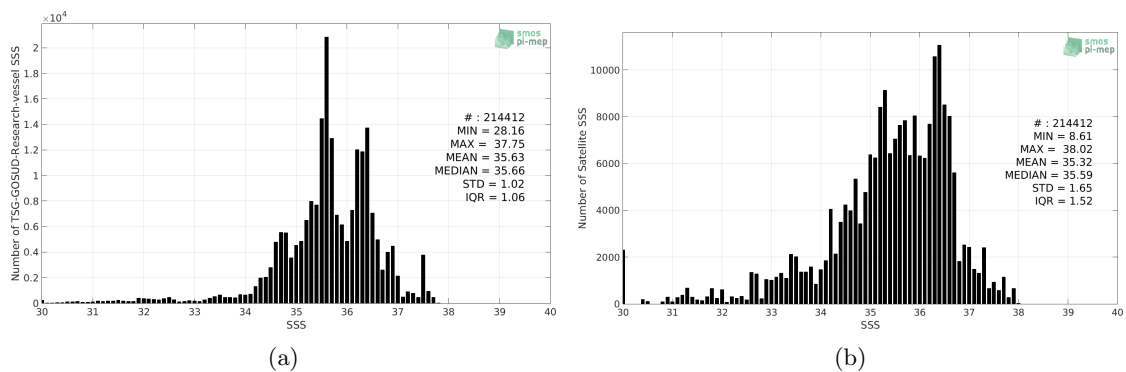 ×10⁴
smos
pi-mep
Number of TSG-GOSUD-Research-vessel SSS
2
1.8
1.6
1.4
1.2
1
0.8
0.6
0.4
0.2
0
# : 214412
MIN = 28.16
MAX = 37.75
MEAN = 35.63
MEDIAN = 35.66
STD = 1.02
IQR = 1.06
30 31 32 33 34 35 36 37 38 39 40
SSS
(a)
smos
pi-mep
Number of Satellite SSS
10000
8000
6000
4000
2000
0
# : 214412
MIN = 8.61
MAX = 38.02
MEAN = 35.32
MEDIAN = 35.59
STD = 1.65
IQR = 1.52
30 31 32 33 34 35 36 37 38 39 40
SSS
(b)